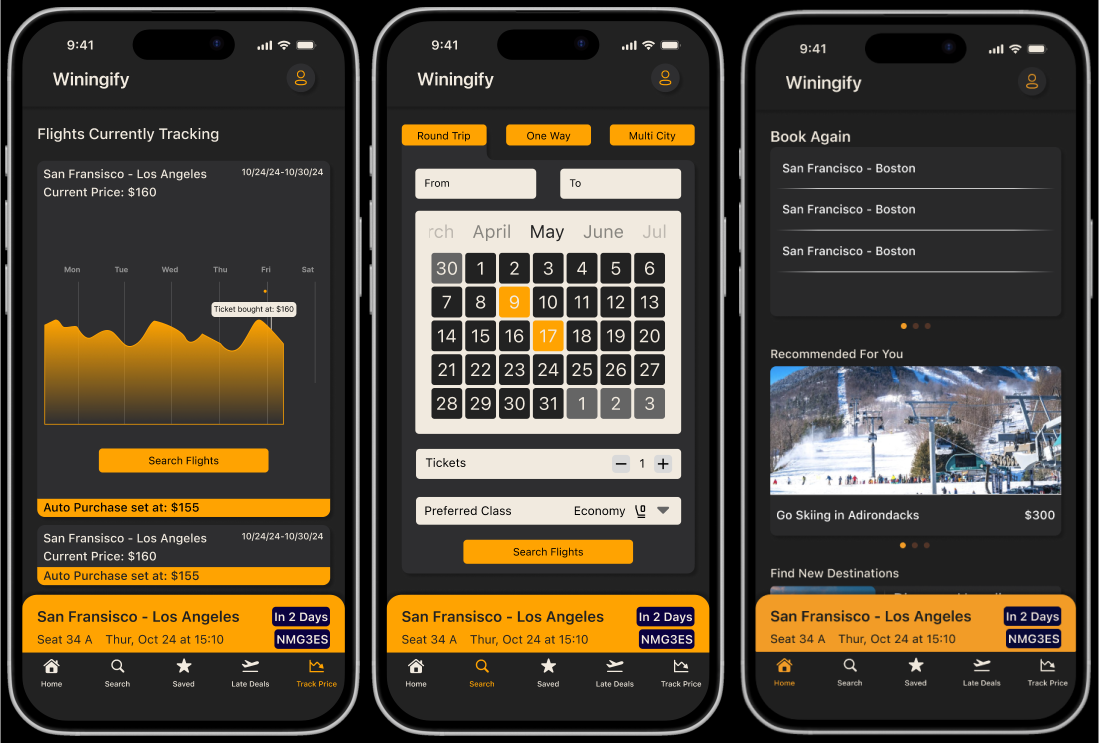 9:41
Winingify
Flights Currently Tracking
San Fransisco - Los Angeles 10/24/24-10/30/24
Current Price: $160
Mon Tue Wed Thu Fri Sat
Ticket bought at: $160
Search Flights
Auto Purchase set at: $155
San Fransisco - Los Angeles 10/24/24-10/30/24
Current Price: $160
Auto Purchase set at: $155
San Fransisco - Los Angeles In 2 Days
Seat 34 A Thur, Oct 24 at 15:10 NMG3ES
Home Search Saved Late Deals Track Price
9:41
Winingify
Round Trip One Way Multi City
From To
rch April May June Jul
30 1 2 3 4 5 6
7 8 9 10 11 12 13
14 15 16 17 18 19 20
21 22 23 24 25 26 27
28 29 30 31 1 2 3
Tickets 1
Preferred Class Economy
Search Flights
San Fransisco - Los Angeles In 2 Days
Seat 34 A Thur, Oct 24 at 15:10 NMG3ES
Home Search Saved Late Deals Track Price
9:41
Winingify
Book Again
San Francisco - Boston
San Francisco - Boston
San Francisco - Boston
Recommended For You
Go Skiing in Adirondacks $300
Find New Destinations
San Fransisco - Los Angeles In 2 Days
Seat 34 A Thur, Oct 24 at 15:10 NMG3ES
Home Search Saved Late Deals Track Price